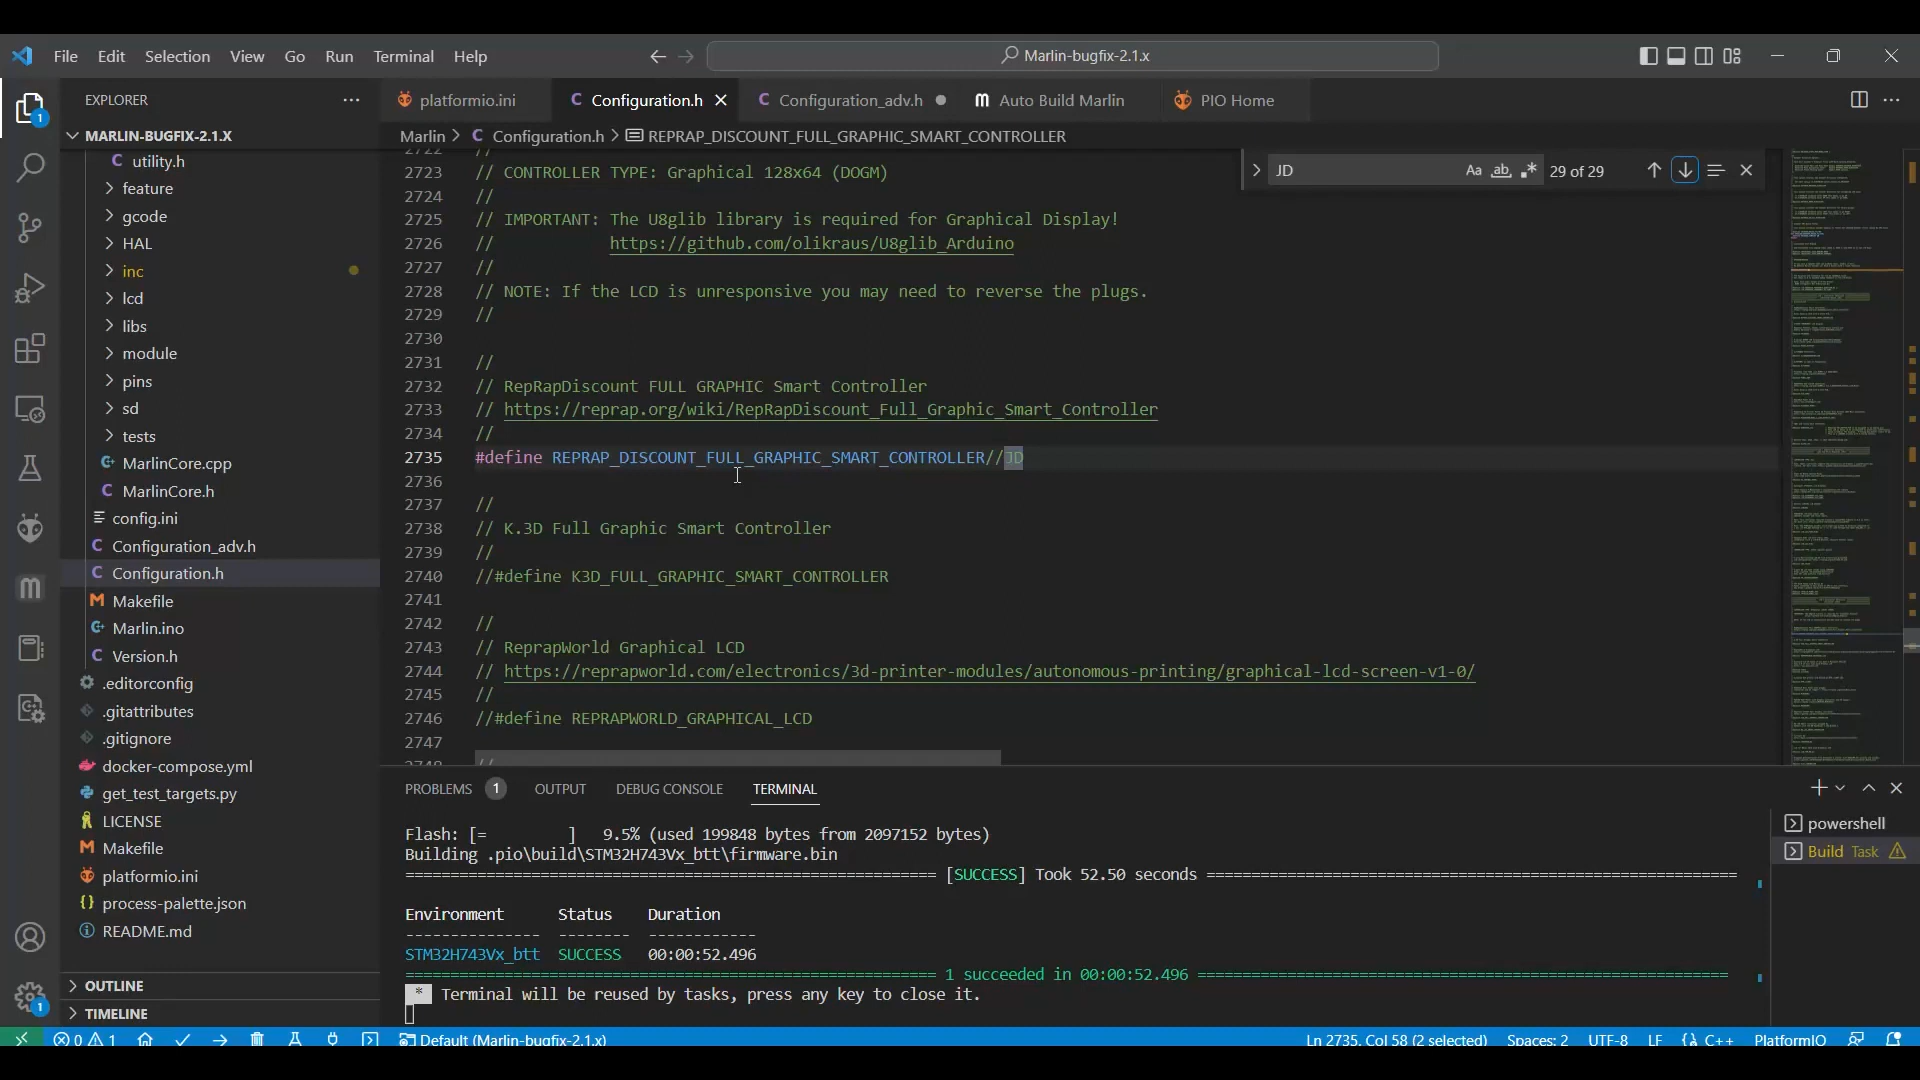 File Edit Selection View Go Run Terminal Help
Marlin-bugfix-2.1.x
EXPLORER
platformio.ini
Configuration.h
Configuration_adv.h
Auto Build Marlin
PIO Home
MARLIN-BUGFIX-2.1.X
Marlin > C Configuration.h > REPRAP_DISCOUNT_FULL_GRAPHIC_SMART_CONTROLLER
utility.h
feature
gcode
HAL
inc
lcd
libs
module
pins
sd
tests
MarlinCore.cpp
MarlinCore.h
config.ini
Configuration_adv.h
Configuration.h
Makefile
Marlin.ino
Version.h
.editorconfig
.gitattributes
.gitignore
docker-compose.yml
get_test_targets.py
LICENSE
Makefile
platformio.ini
process-palette.json
README.md
OUTLINE
TIMELINE
JD
Aa ab 29 of 29
2722 //
2723 // CONTROLLER TYPE: Graphical 128x64 (DOGM)
2724 //
2725 // IMPORTANT: The U8glib library is required for Graphical Display!
2726 // https://github.com/olikraus/U8glib_Arduino
2727 //
2728 // NOTE: If the LCD is unresponsive you may need to reverse the plugs.
2729 //
2730
2731 //
2732 // RepRapDiscount FULL GRAPHIC Smart Controller
2733 // https://reprap.org/wiki/RepRapDiscount_Full_Graphic_Smart_Controller
2734 //
2735 #define REPRAP_DISCOUNT_FULL_GRAPHIC_SMART_CONTROLLER//JD
2736
2737 //
2738 // K.3D Full Graphic Smart Controller
2739 //
2740 //#define K3D_FULL_GRAPHIC_SMART_CONTROLLER
2741
2742 //
2743 // ReprapWorld Graphical LCD
2744 // https://reprapworld.com/electronics/3d-printer-modules/autonomous-printing/graphical-lcd-screen-v1-0/
2745 //
2746 //#define REPRAPWORLD_GRAPHICAL_LCD
2747
2748 //
PROBLEMS 1 OUTPUT DEBUG CONSOLE TERMINAL
Flash: [=         ]   9.5% (used 199848 bytes from 2097152 bytes)
Building .pio\build\STM32H743Vx_btt\firmware.bin
[SUCCESS] Took 52.50 seconds
Environment Status Duration
STM32H743Vx_btt SUCCESS 00:00:52.496
1 succeeded in 00:00:52.496
* Terminal will be reused by tasks, press any key to close it.
powershell
Build Task
0 1 Default (Marlin-bugfix-2.1.x)
Ln 2735, Col 58 (2 selected) Spaces: 2 UTF-8 LF {} C++ PlatformIO